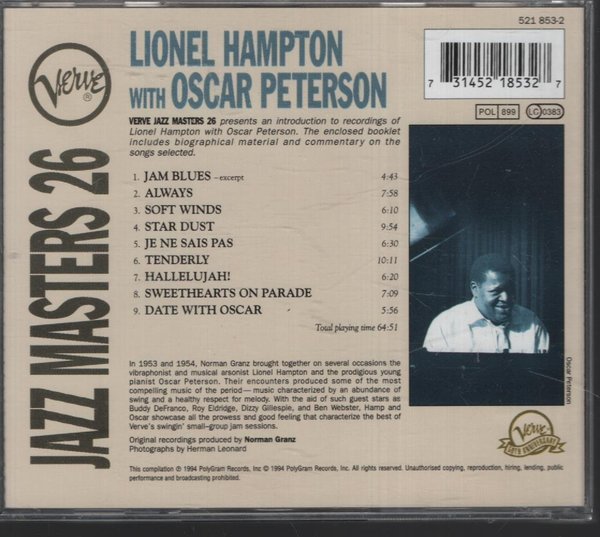 521 853-2
Verve®
LIONEL HAMPTON
WITH OSCAR PETERSON
7 31452 18532 7
VERVE JAZZ MASTERS 26 presents an introduction to recordings of
Lionel Hampton with Oscar Peterson. The enclosed booklet
includes biographical material and commentary on the
songs selected.
POL 899 LC 0383
JAZZ MASTERS 26
1. JAM BLUES –excerpt 4:43
2. ALWAYS 7:58
3. SOFT WINDS 6:10
4. STAR DUST 9:54
5. JE NE SAIS PAS 6:30
6. TENDERLY 10:11
7. HALLELUJAH! 6:20
8. SWEETHEARTS ON PARADE 7:09
9. DATE WITH OSCAR 5:56
Total playing time 64:51
Oscar Peterson
In 1953 and 1954, Norman Granz brought together on several occasions the
vibraphonist and musical arsonist Lionel Hampton and the prodigious young
pianist Oscar Peterson. Their encounters produced some of the most
compelling music of the period—music characterized by an abundance of
swing and a healthy respect for melody. With the aid of such guest stars as
Buddy DeFranco, Roy Eldridge, Dizzy Gillespie, and Ben Webster, Hamp and
Oscar showcase all the prowess and good feeling that characterize the best of
Verve's swingin' small–group jam sessions.
Original recordings produced by Norman Granz
Photographs by Herman Leonard
Verve
50TH ANNIVERSARY
This compilation ℗ 1994 PolyGram Records, Inc © 1994 PolyGram Records, Inc. All rights reserved. Unauthorised copying, reproduction, hiring, lending, public
performance and broadcasting prohibited.